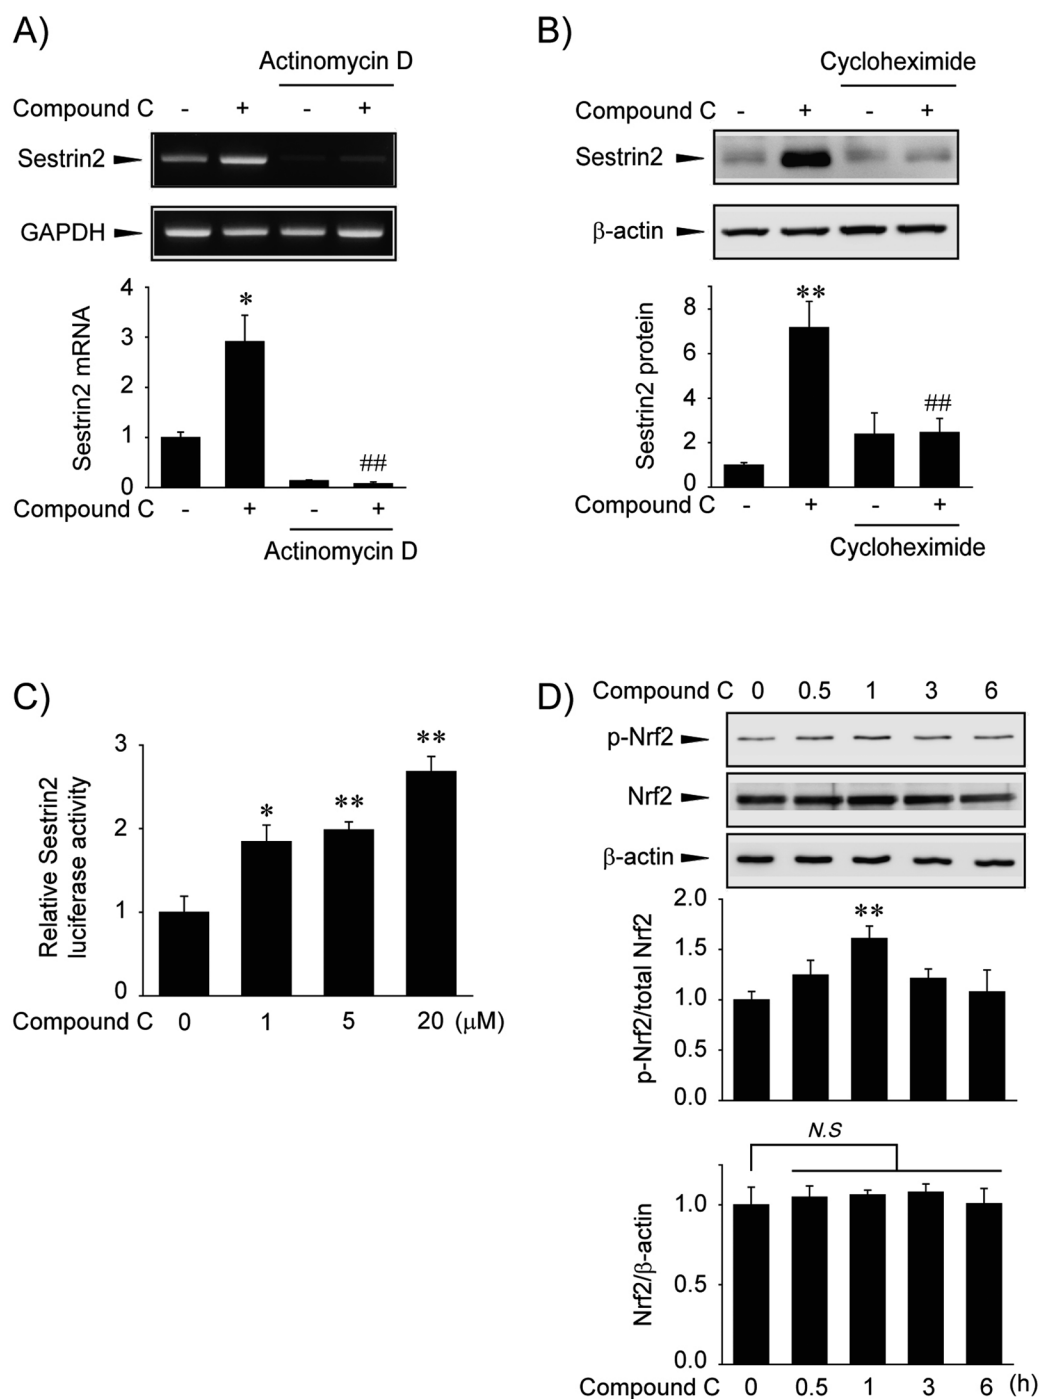 A)
Actinomycin D
Compound C - + - +
Sestrin2
GAPDH
Sestrin2 mRNA
4
3
2
1
0
*
##
Compound C - + - +
Actinomycin D
B)
Cycloheximide
Compound C - + - +
Sestrin2
β-actin
Sestrin2 protein
8
6
4
2
0
**
##
Compound C - + - +
Cycloheximide
C)
Relative Sestrin2
luciferase activity
3
2
1
0
*
**
**
Compound C 0 1 5 20 (μM)
D)
Compound C 0 0.5 1 3 6
p-Nrf2
Nrf2
β-actin
p-Nrf2/total Nrf2
2.0
1.5
1.0
0.5
0.0
**
N.S
Nrf2/β-actin
1.0
0.5
0.0
Compound C 0 0.5 1 3 6 (h)